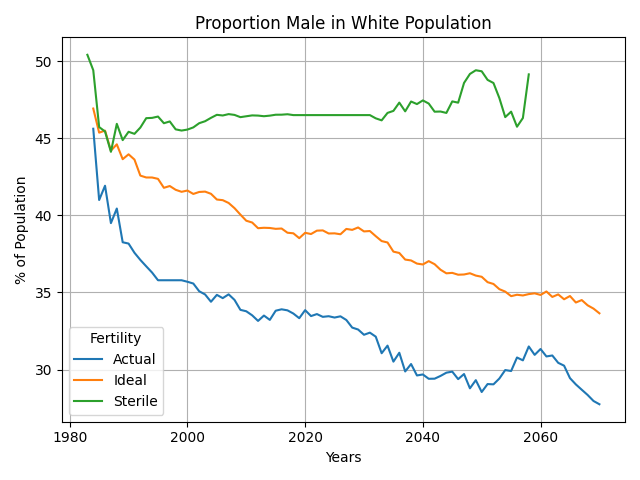 Proportion Male in White Population
% of Population
50
45
40
35
30
Fertility
Actual
Ideal
Sterile
1980
2000
2020
2040
2060
Years